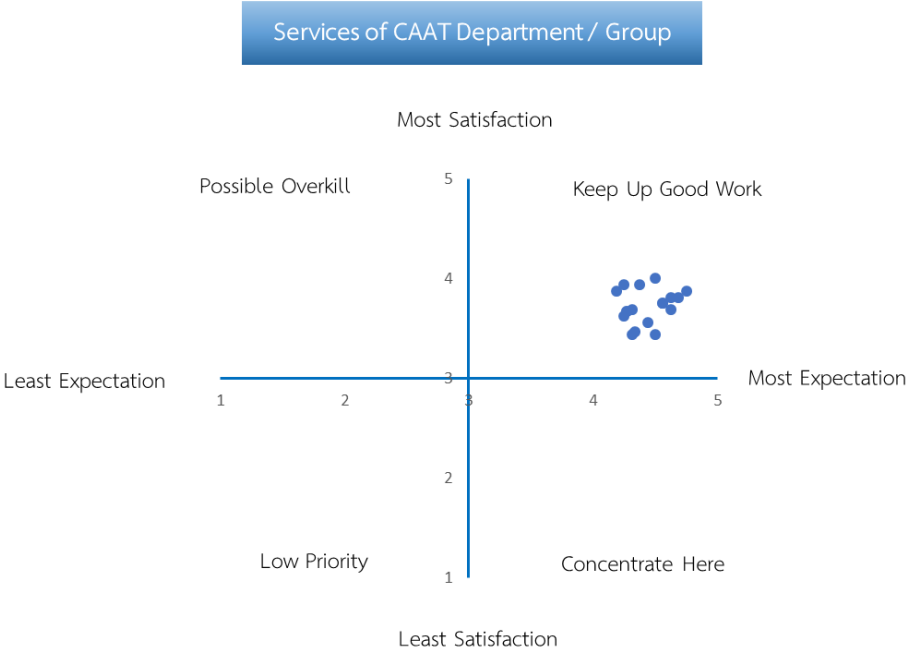 Services of CAAT Department / Group
Most Satisfaction
Possible Overkill
5
Keep Up Good Work
4
Least Expectation
3
Most Expectation
1
2
3
4
5
2
Low Priority
1
Concentrate Here
Least Satisfaction